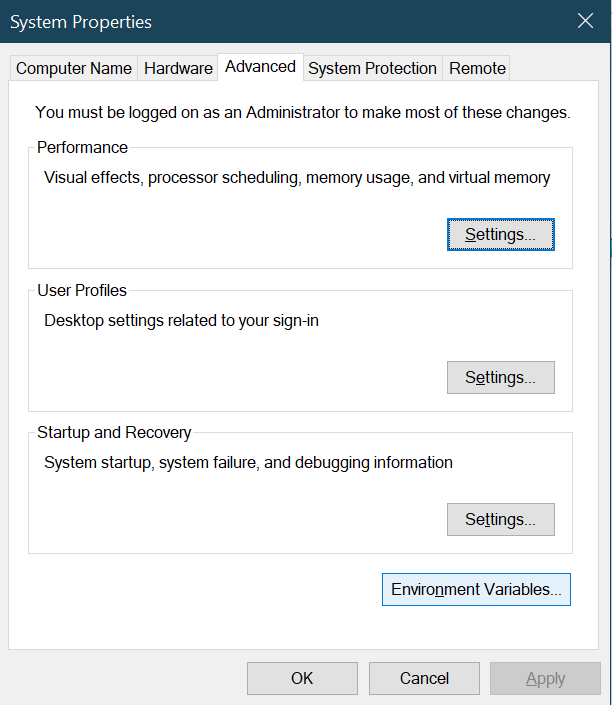 System Properties
Computer Name Hardware Advanced System Protection Remote
You must be logged on as an Administrator to make most of these changes.
Performance
Visual effects, processor scheduling, memory usage, and virtual memory
Settings...
User Profiles
Desktop settings related to your sign-in
Settings...
Startup and Recovery
System startup, system failure, and debugging information
Settings...
Environment Variables...
OK Cancel Apply